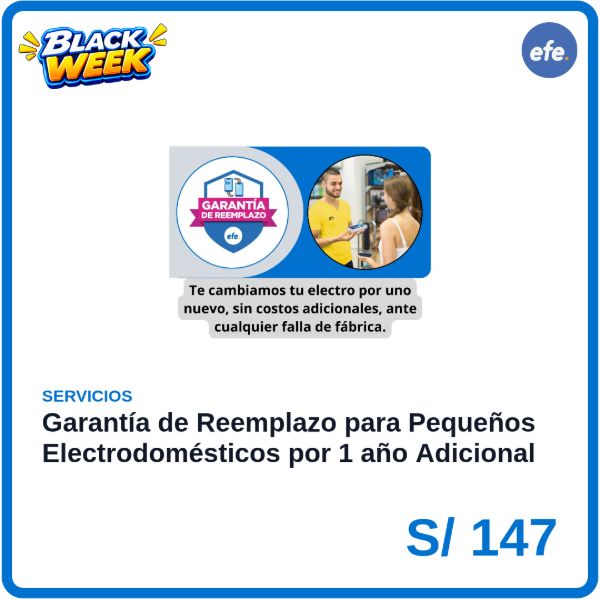 BLACK
WEEK
efe.
GARANTÍA
DE REEMPLAZO
efe
Te cambiamos tu electro por uno
nuevo, sin costos adicionales, ante
cualquier falla de fábrica.
SERVICIOS
Garantía de Reemplazo para Pequeños
Electrodomésticos por 1 año Adicional
S/ 147